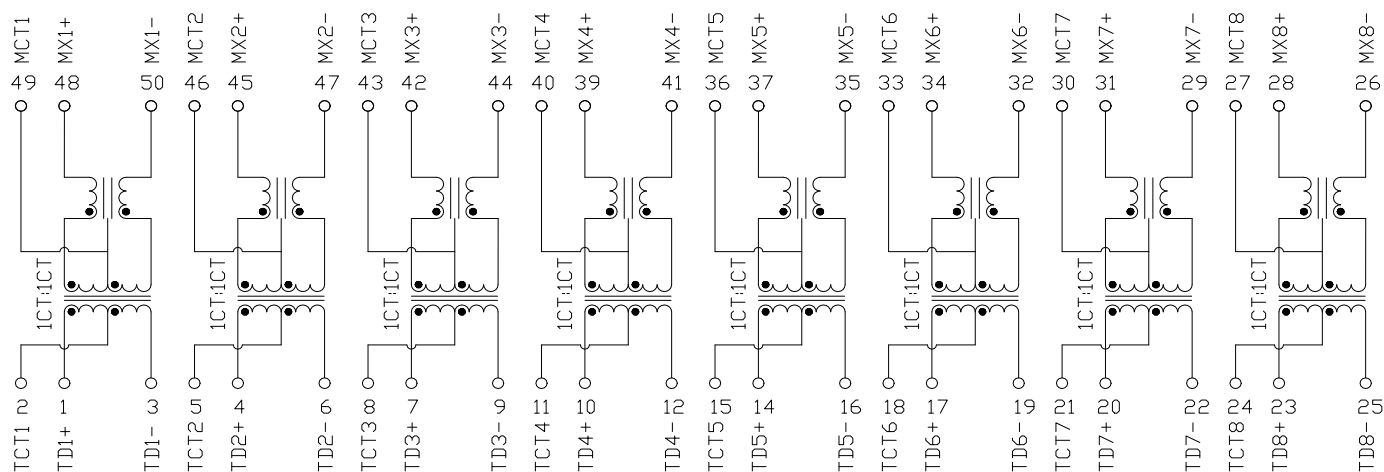 MCT1 MX1+ MX1- MCT2 MX2+ MX2- MCT3 MX3+ MX3- MCT4 MX4+ MX4- MCT5 MX5+ MX5- MCT6 MX6+ MX6- MCT7 MX7+ MX7- MCT8 MX8+ MX8-
49 48 50 46 45 47 43 42 44 40 39 41 36 37 35 33 34 32 30 31 29 27 28 26
1CT:1CT 1CT:1CT 1CT:1CT 1CT:1CT 1CT:1CT 1CT:1CT 1CT:1CT 1CT:1CT
2 1 3 5 4 6 8 7 9 11 10 12 15 14 16 18 17 19 21 20 22 24 23 25
TCT1 TD1+ TD1- TCT2 TD2+ TD2- TCT3 TD3+ TD3- TCT4 TD4+ TD4- TCT5 TD5+ TD5- TCT6 TD6+ TD6- TCT7 TD7+ TD7- TCT8 TD8+ TD8-